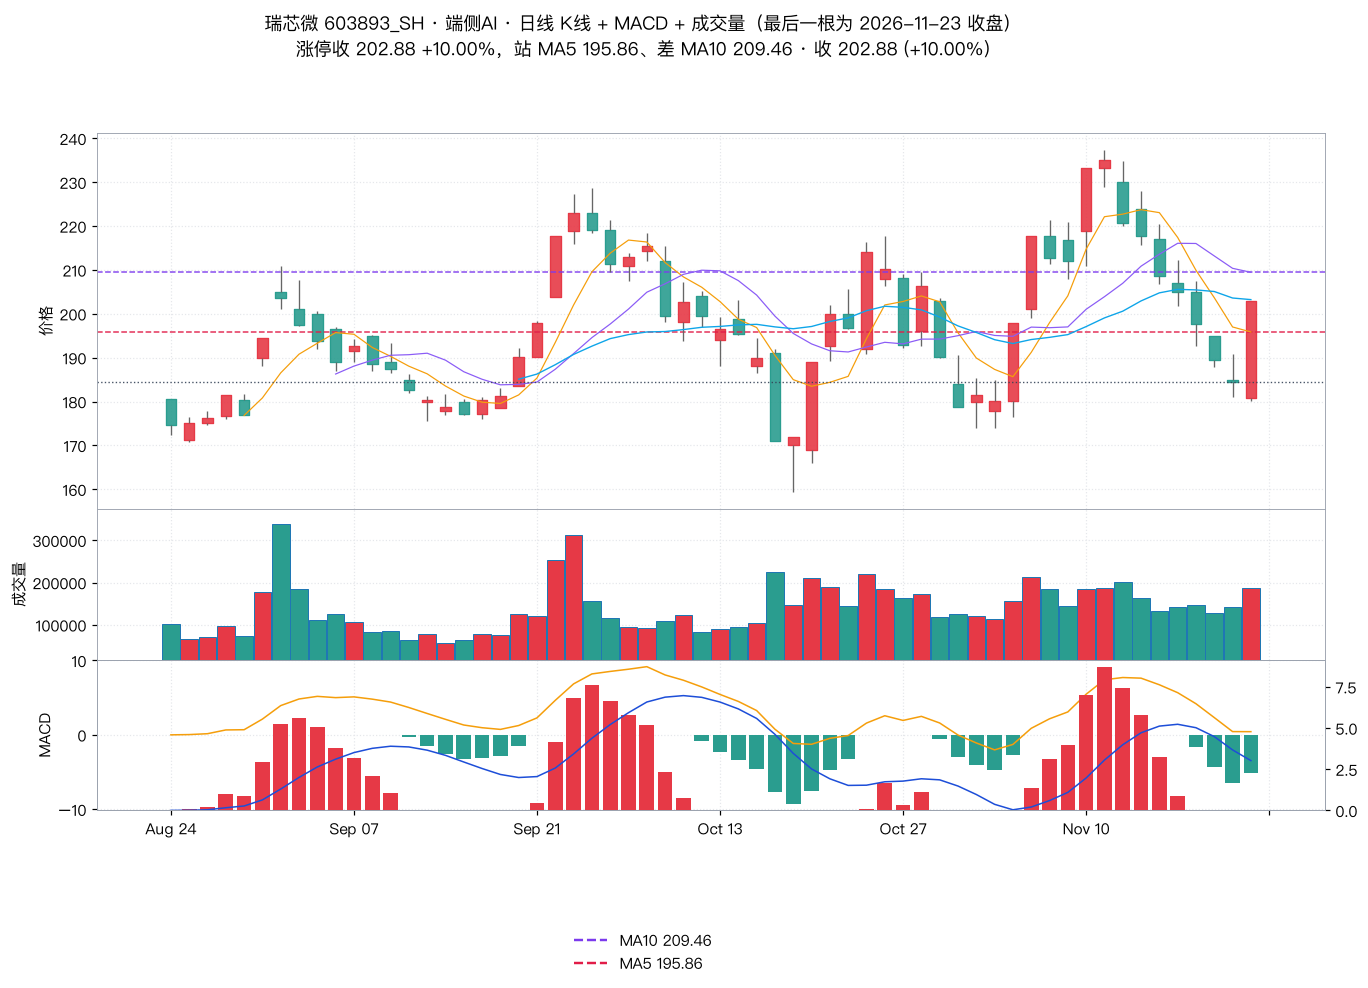 瑞芯微 603893_SH · 端侧AI · 日线 K线 + MACD + 成交量（最后一根为 2026−11−23 收盘）
涨停收 202.88 +10.00%，站 MA5 195.86、差 MA10 209.46 · 收 202.88 (+10.00%)
240
230
220
210
200
190
180
170
160
价格
300000
200000
100000
成交量
10
0
−10
MACD
7.5
5.0
2.5
0.0
Aug 24
Sep 07
Sep 21
Oct 13
Oct 27
Nov 10
MA10 209.46
MA5 195.86